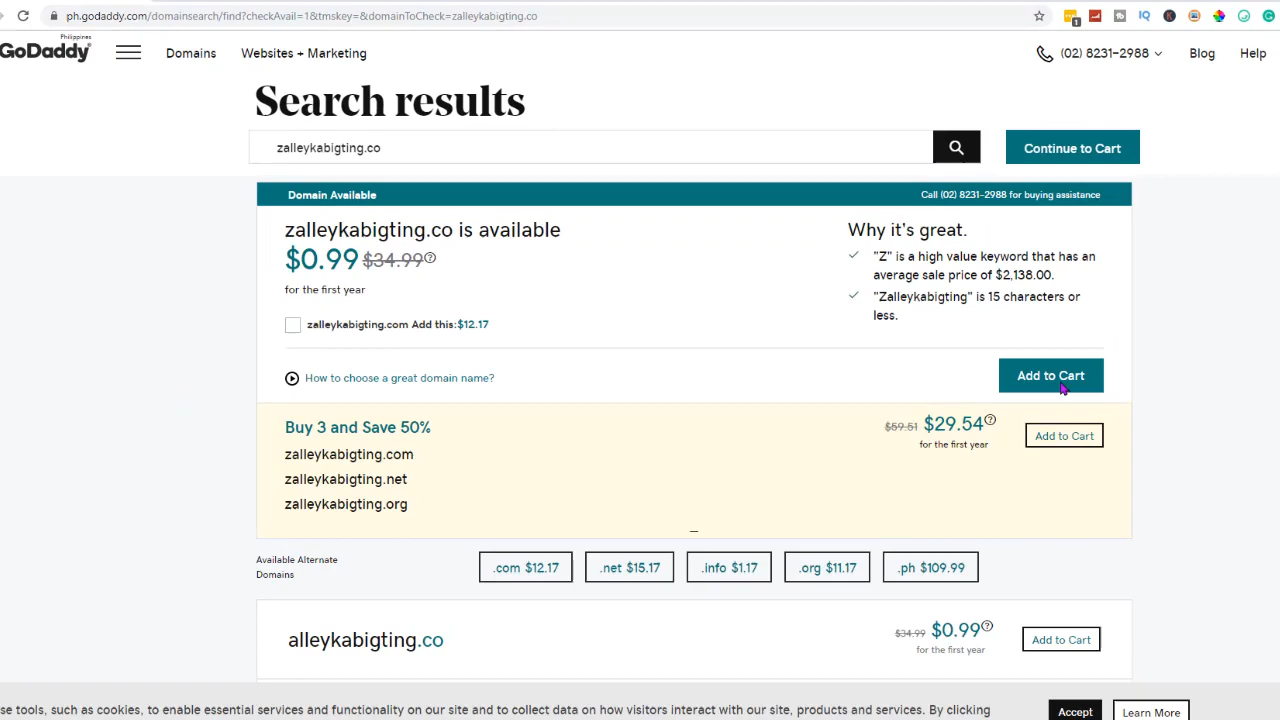 ph.godaddy.com/domainsearch/find?checkAvail=1&tmskey=&domainToCheck=zalleykabigting.co
Philippines
GoDaddy
Domains
Websites + Marketing
(02) 8231-2988
Blog
Help
Search results
zalleykabigting.co
Continue to Cart
Domain Available
Call (02) 8231-2988 for buying assistance
zalleykabigting.co is available
$0.99 $34.99
for the first year
zalleykabigting.com Add this:$12.17
Why it's great.
"Z" is a high value keyword that has an
average sale price of $2,138.00.
"Zalleykabigting" is 15 characters or
less.
How to choose a great domain name?
Add to Cart
Buy 3 and Save 50%
zalleykabigting.com
zalleykabigting.net
zalleykabigting.org
$59.51 $29.54
for the first year
Add to Cart
Available Alternate
Domains
.com $12.17
.net $15.17
.info $1.17
.org $11.17
.ph $109.99
alleykabigting.co
$34.99 $0.99
for the first year
Add to Cart
se tools, such as cookies, to enable essential services and functionality on our site and to collect data on how visitors interact with our site, products and services. By clicking
Accept
Learn More